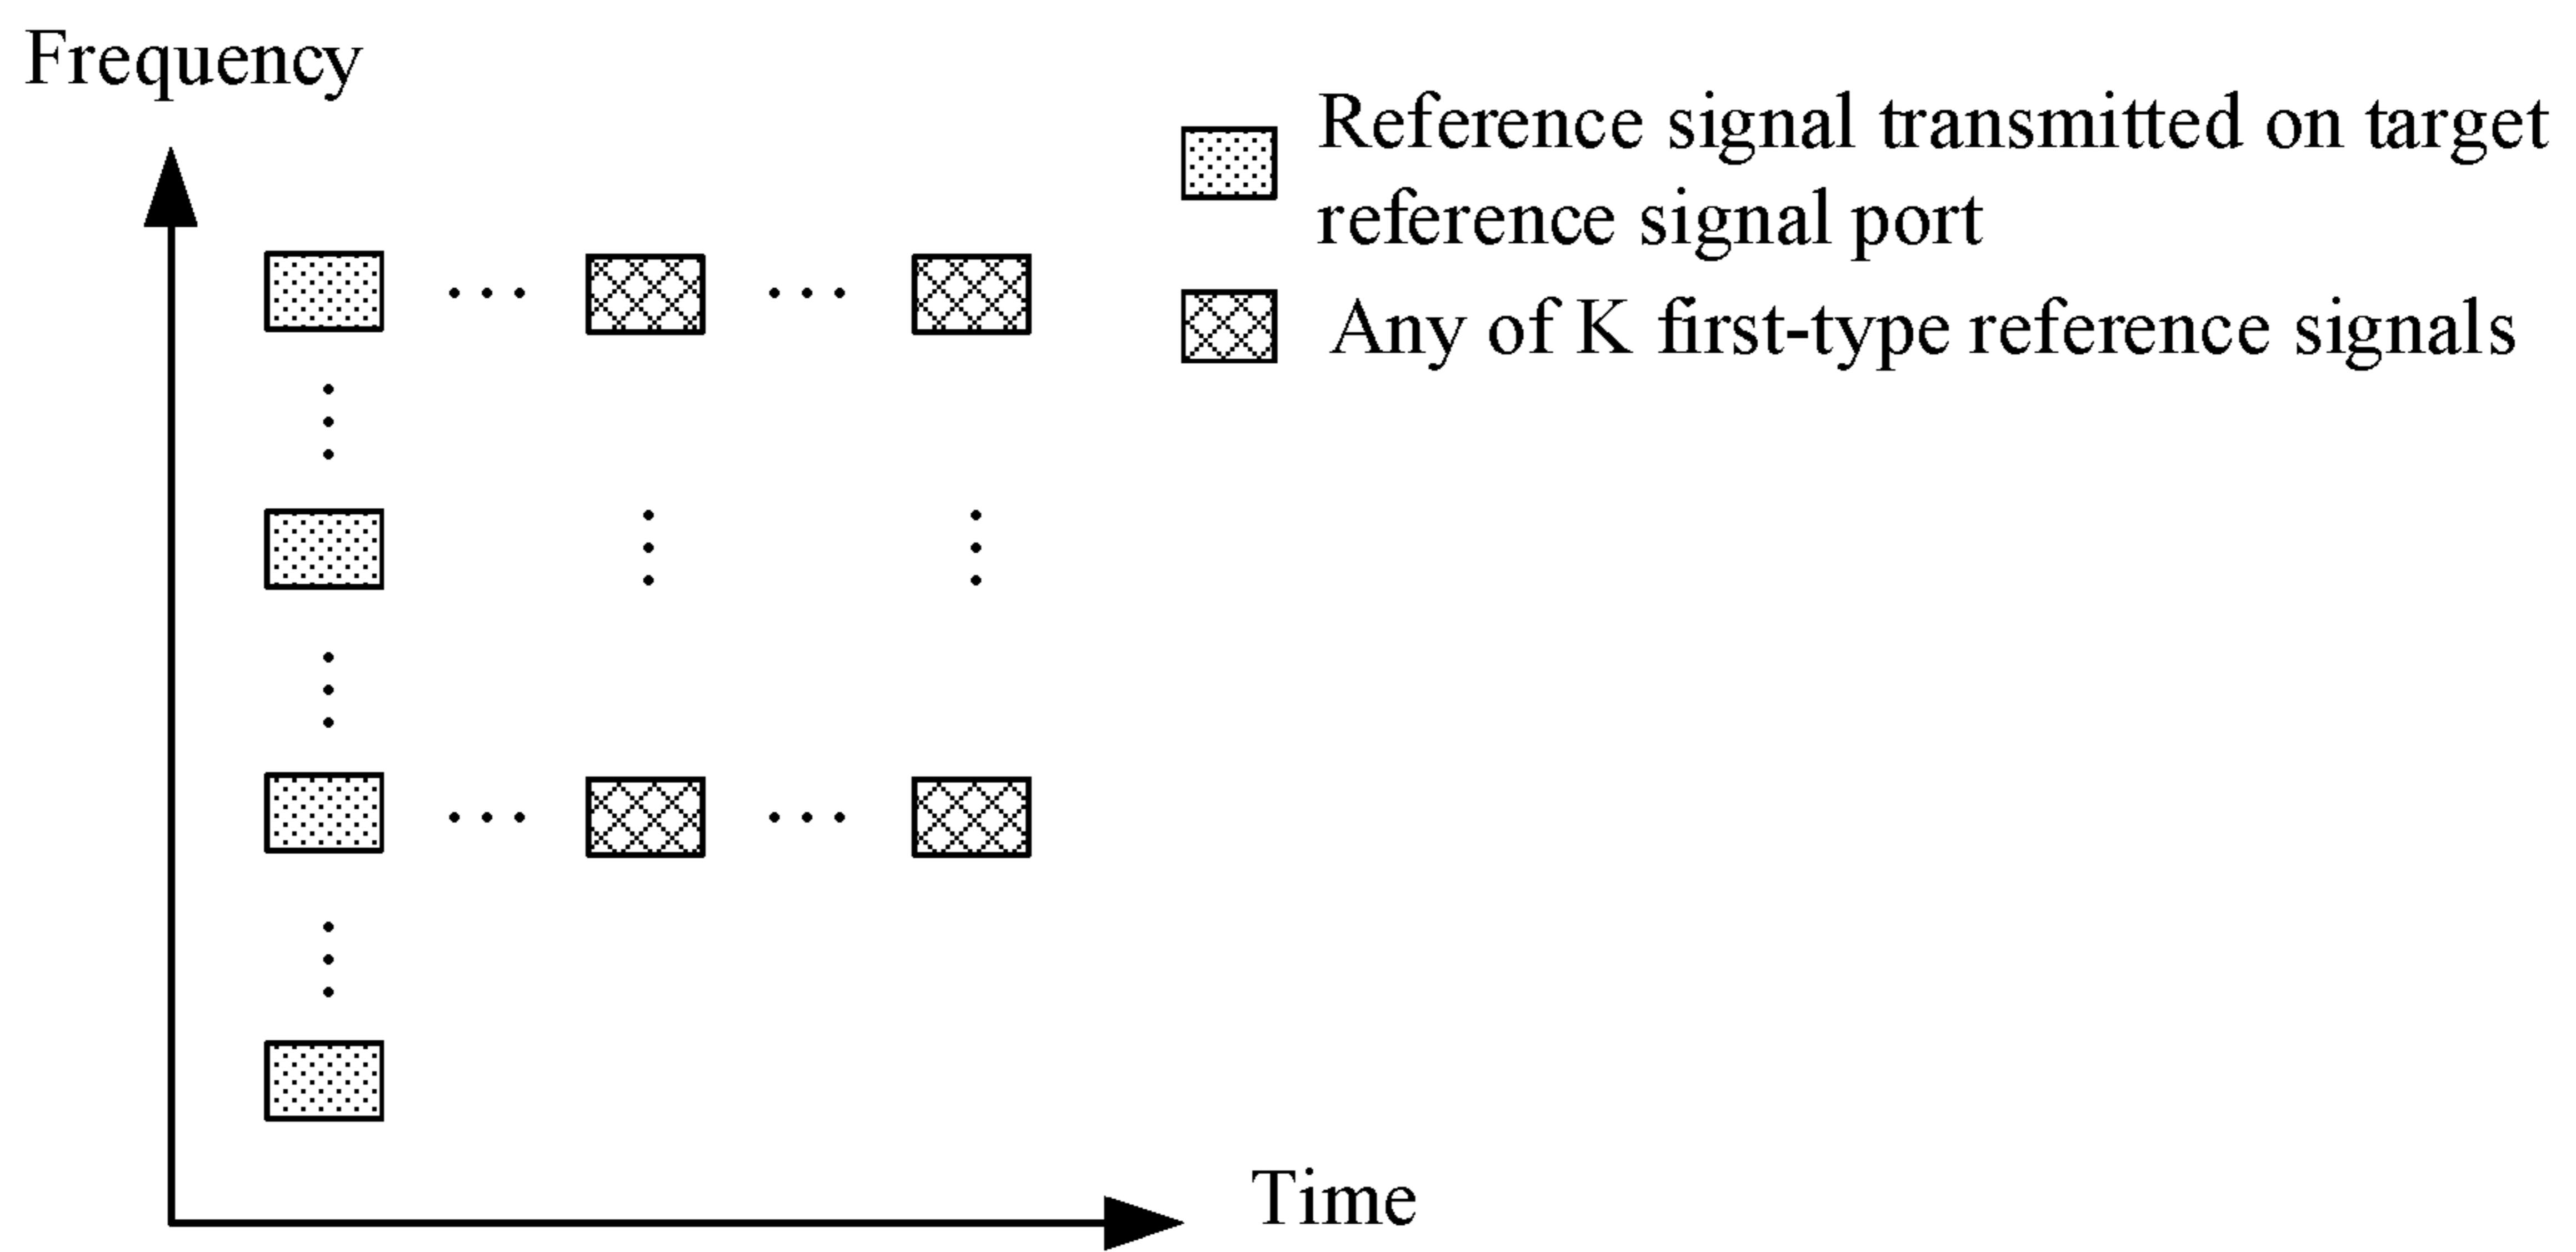 Frequency
Reference signal transmitted on target
reference signal port
Any of K first-type reference signals
Time